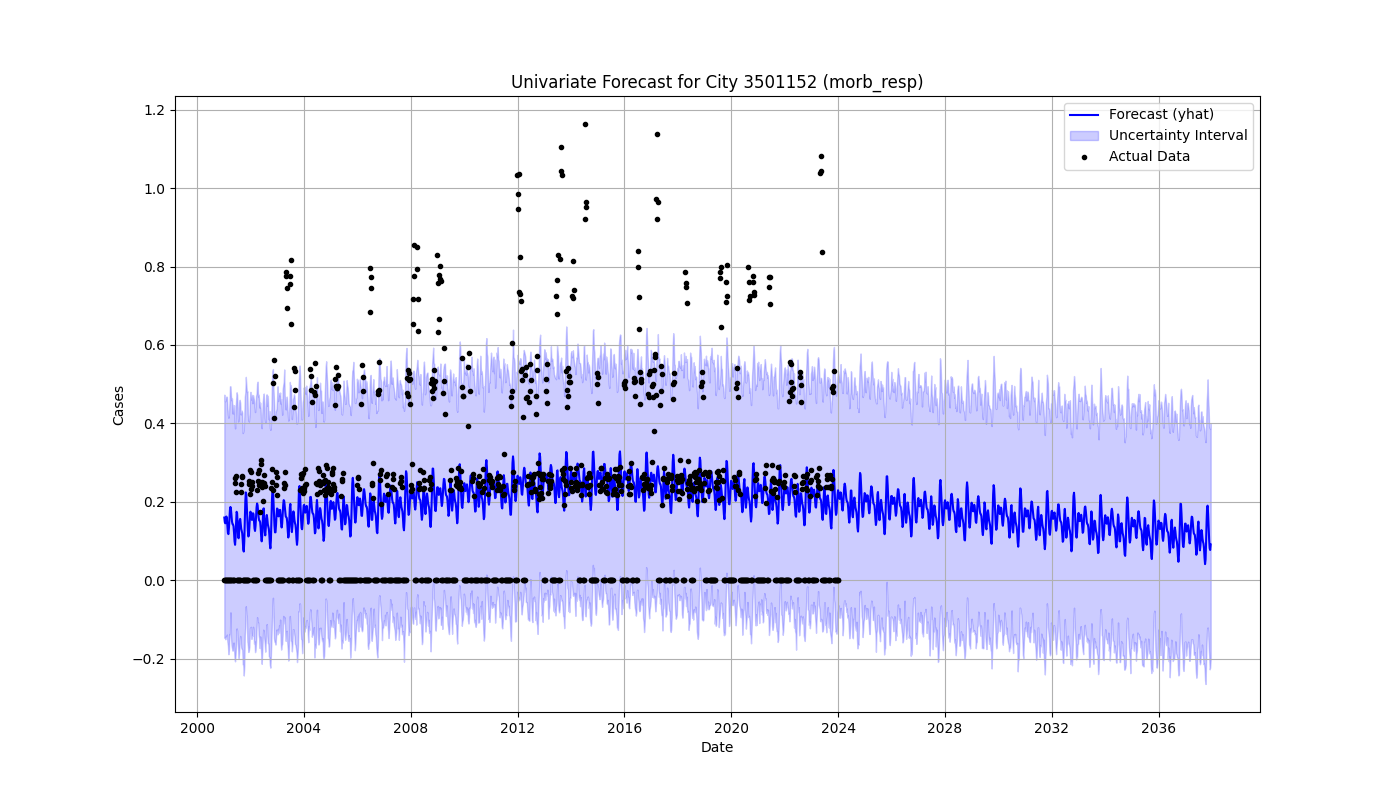 Univariate Forecast for City 3501152 (morb_resp)
Forecast (yhat)
Uncertainty Interval
Actual Data
1.2
1.0
0.8
0.6
0.4
0.2
0.0
−0.2
Cases
2000 2004 2008 2012 2016 2020 2024 2028 2032 2036
Date